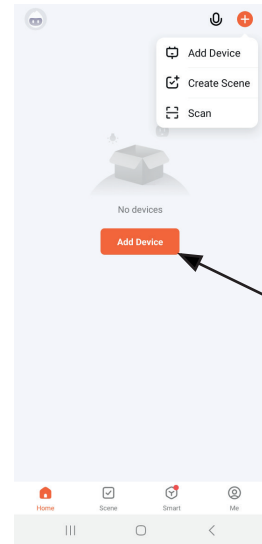 Add Device
Create Scene
Scan
No devices
Add Device
Home Scene Smart Me